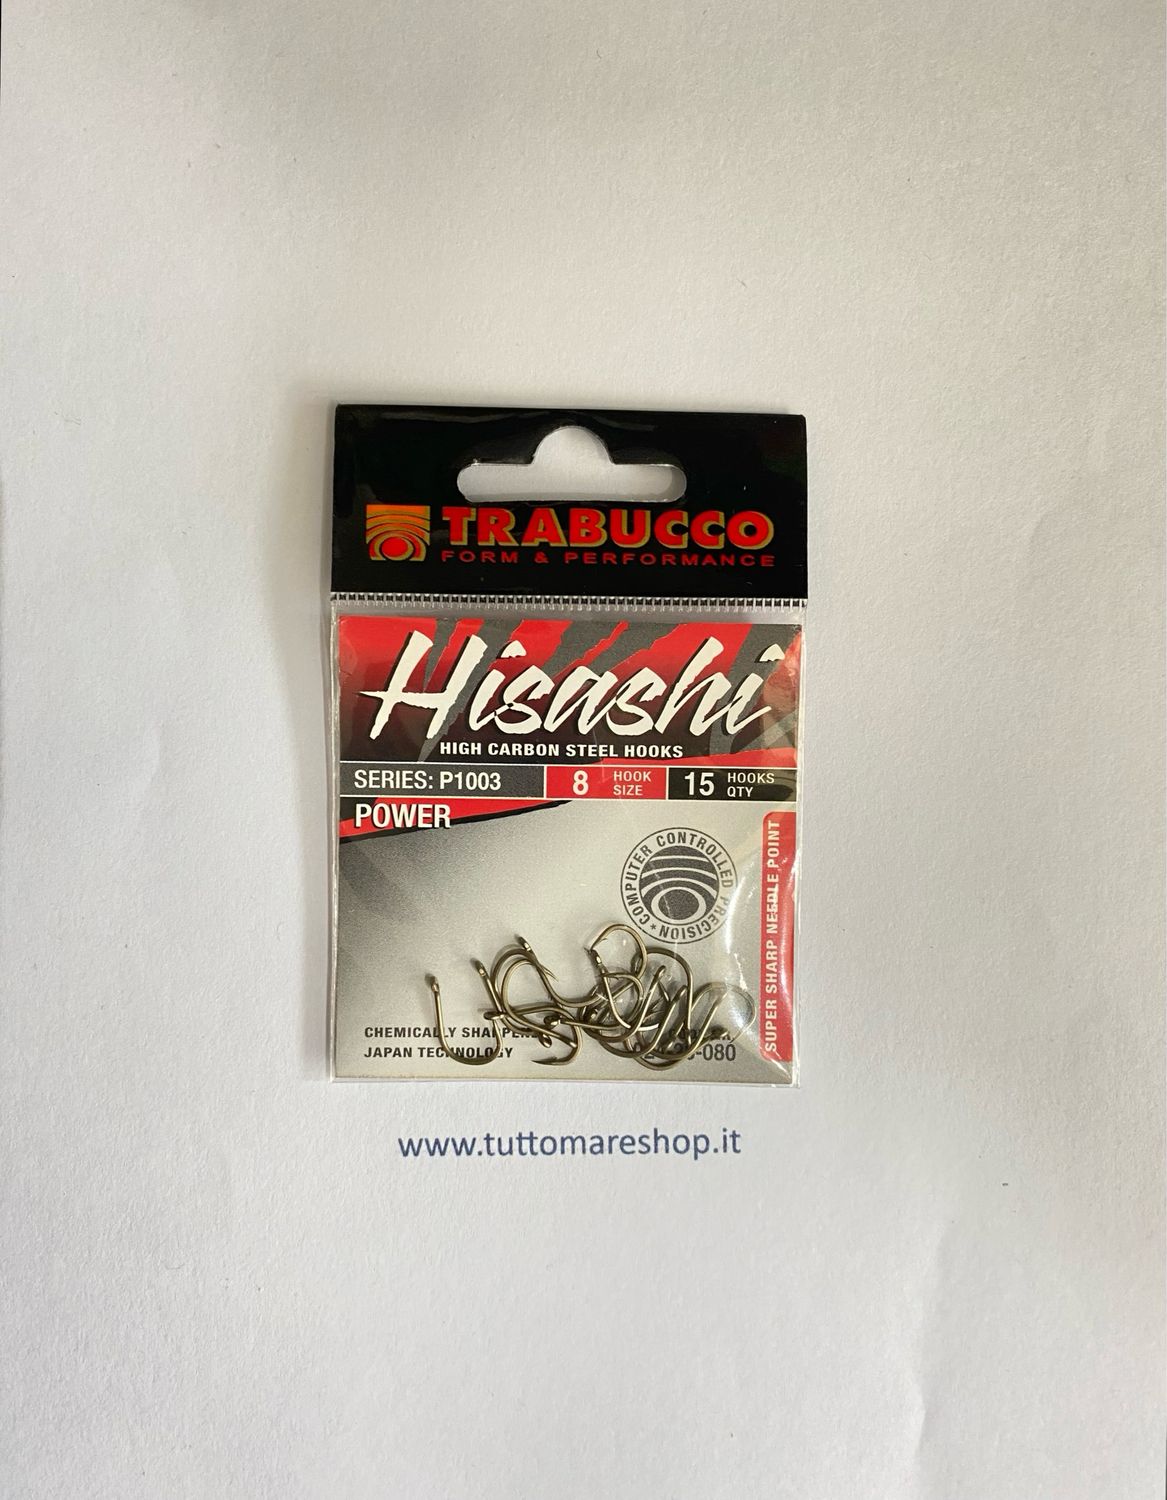 TRABUCCO
FORM & PERFORMANCE
Hisashi
HIGH CARBON STEEL HOOKS
SERIES: P1003
8 HOOK SIZE
15 HOOKS QTY
POWER
COMPUTER CONTROLLED PRECISION
SUPER SHARP NEEDLE POINT
CHEMICALLY
JAPAN TECHNOLOGY
-080
www.tuttomareshop.it